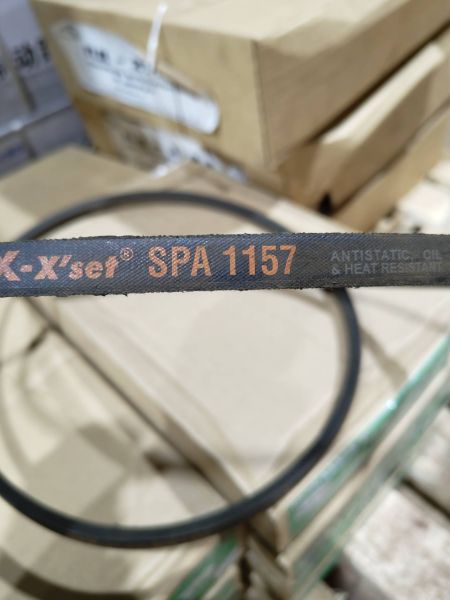 K-X'set® SPA 1157
ANTISTATIC, OIL
& HEAT RESISTANT